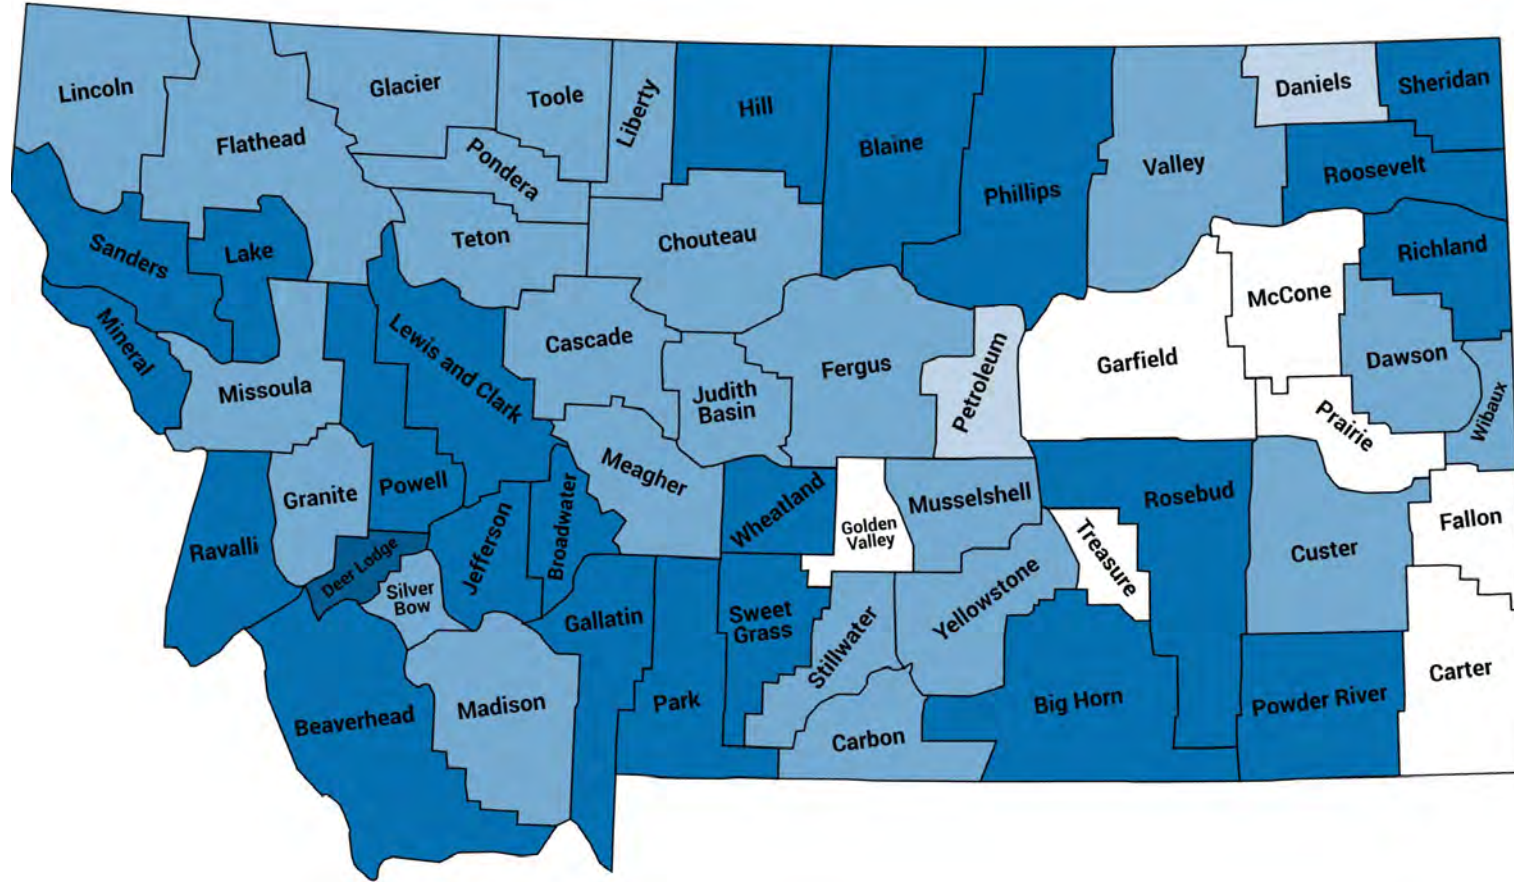 Lincoln
Flathead
Glacier
Toole
Liberty
Pondera
Hill
Blaine
Phillips
Valley
Daniels
Sheridan
Roosevelt
Sanders
Lake
Teton
Chouteau
McCone
Richland
Mineral
Missoula
Lewis and Clark
Cascade
Judith
Basin
Fergus
Petroleum
Garfield
Dawson
Wibaux
Prairie
Ravalli
Granite
Powell
Meagher
Wheatland
Golden
Valley
Musselshell
Rosebud
Treasure
Custer
Fallon
Deer Lodge
Silver
Bow
Jefferson
Broadwater
Gallatin
Park
Sweet
Grass
Stillwater
Yellowstone
Beaverhead
Madison
Carbon
Big Horn
Powder River
Carter